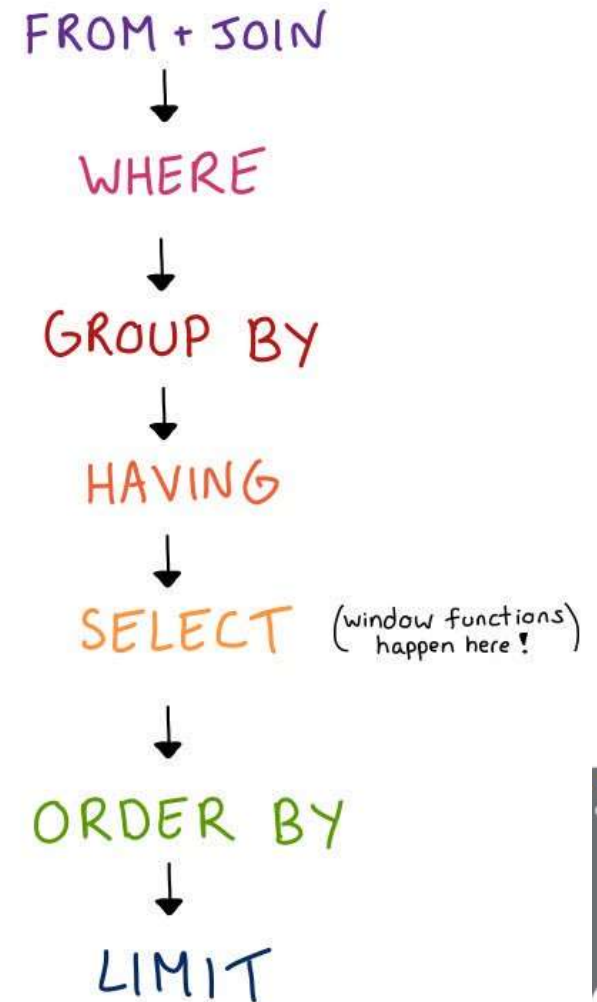 FROM + JOIN
WHERE
GROUP BY
HAVING
SELECT (window functions
happen here!)
ORDER BY
LIMIT